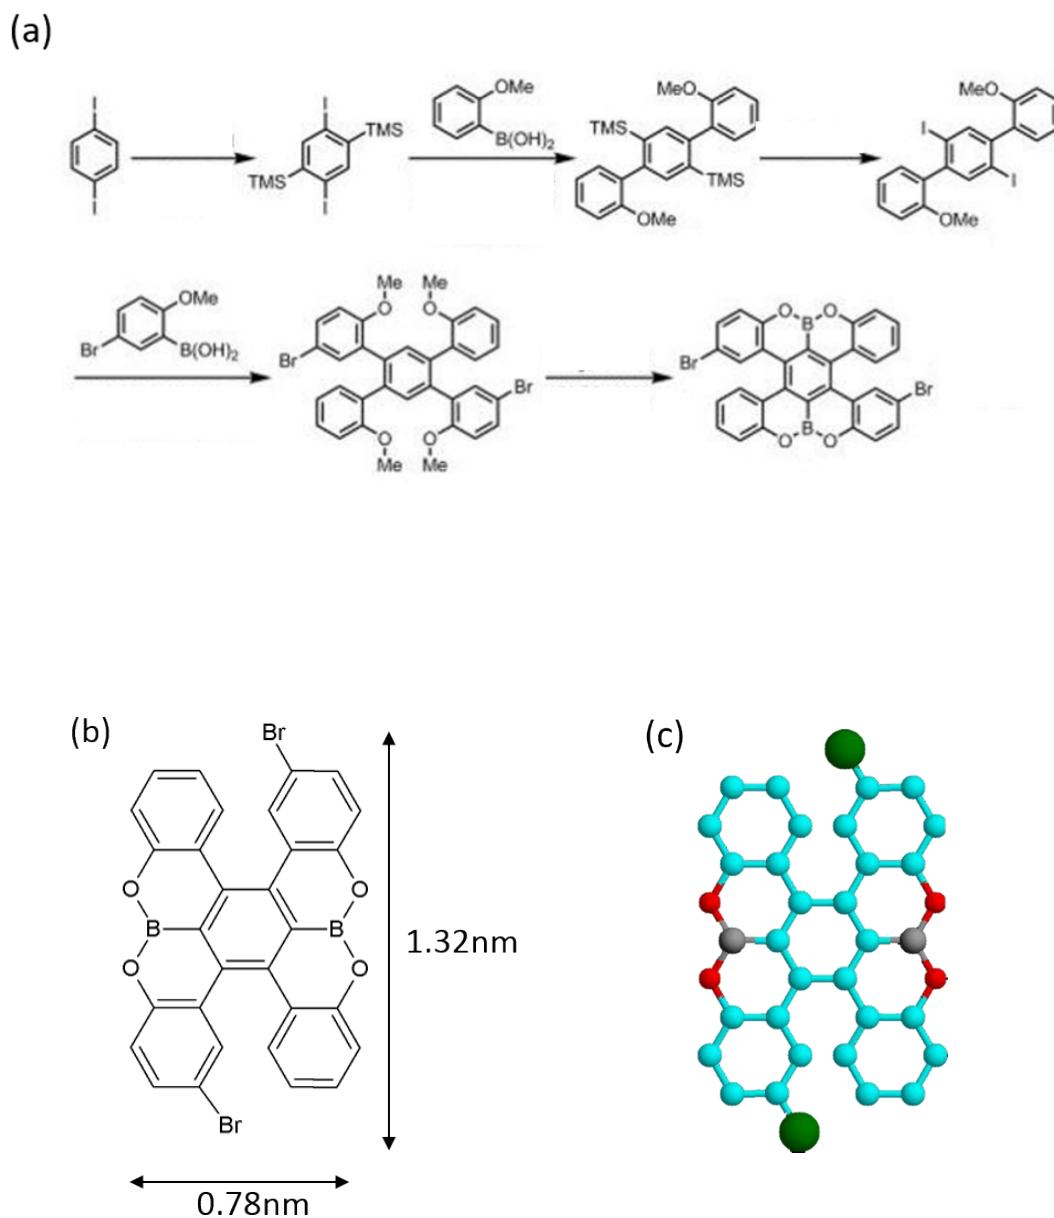 (a)
I
I
I
TMS
TMS
I
OMe
B(OH)2
MeO
TMS
TMS
OMe
MeO
I
I
OMe
OMe
Br
B(OH)2
Me Me
O O
Br
Br
O O
Me Me
O B O
Br
Br
O B O
(b)
Br
O O
B B
O O
Br
1.32nm
0.78nm
(c)